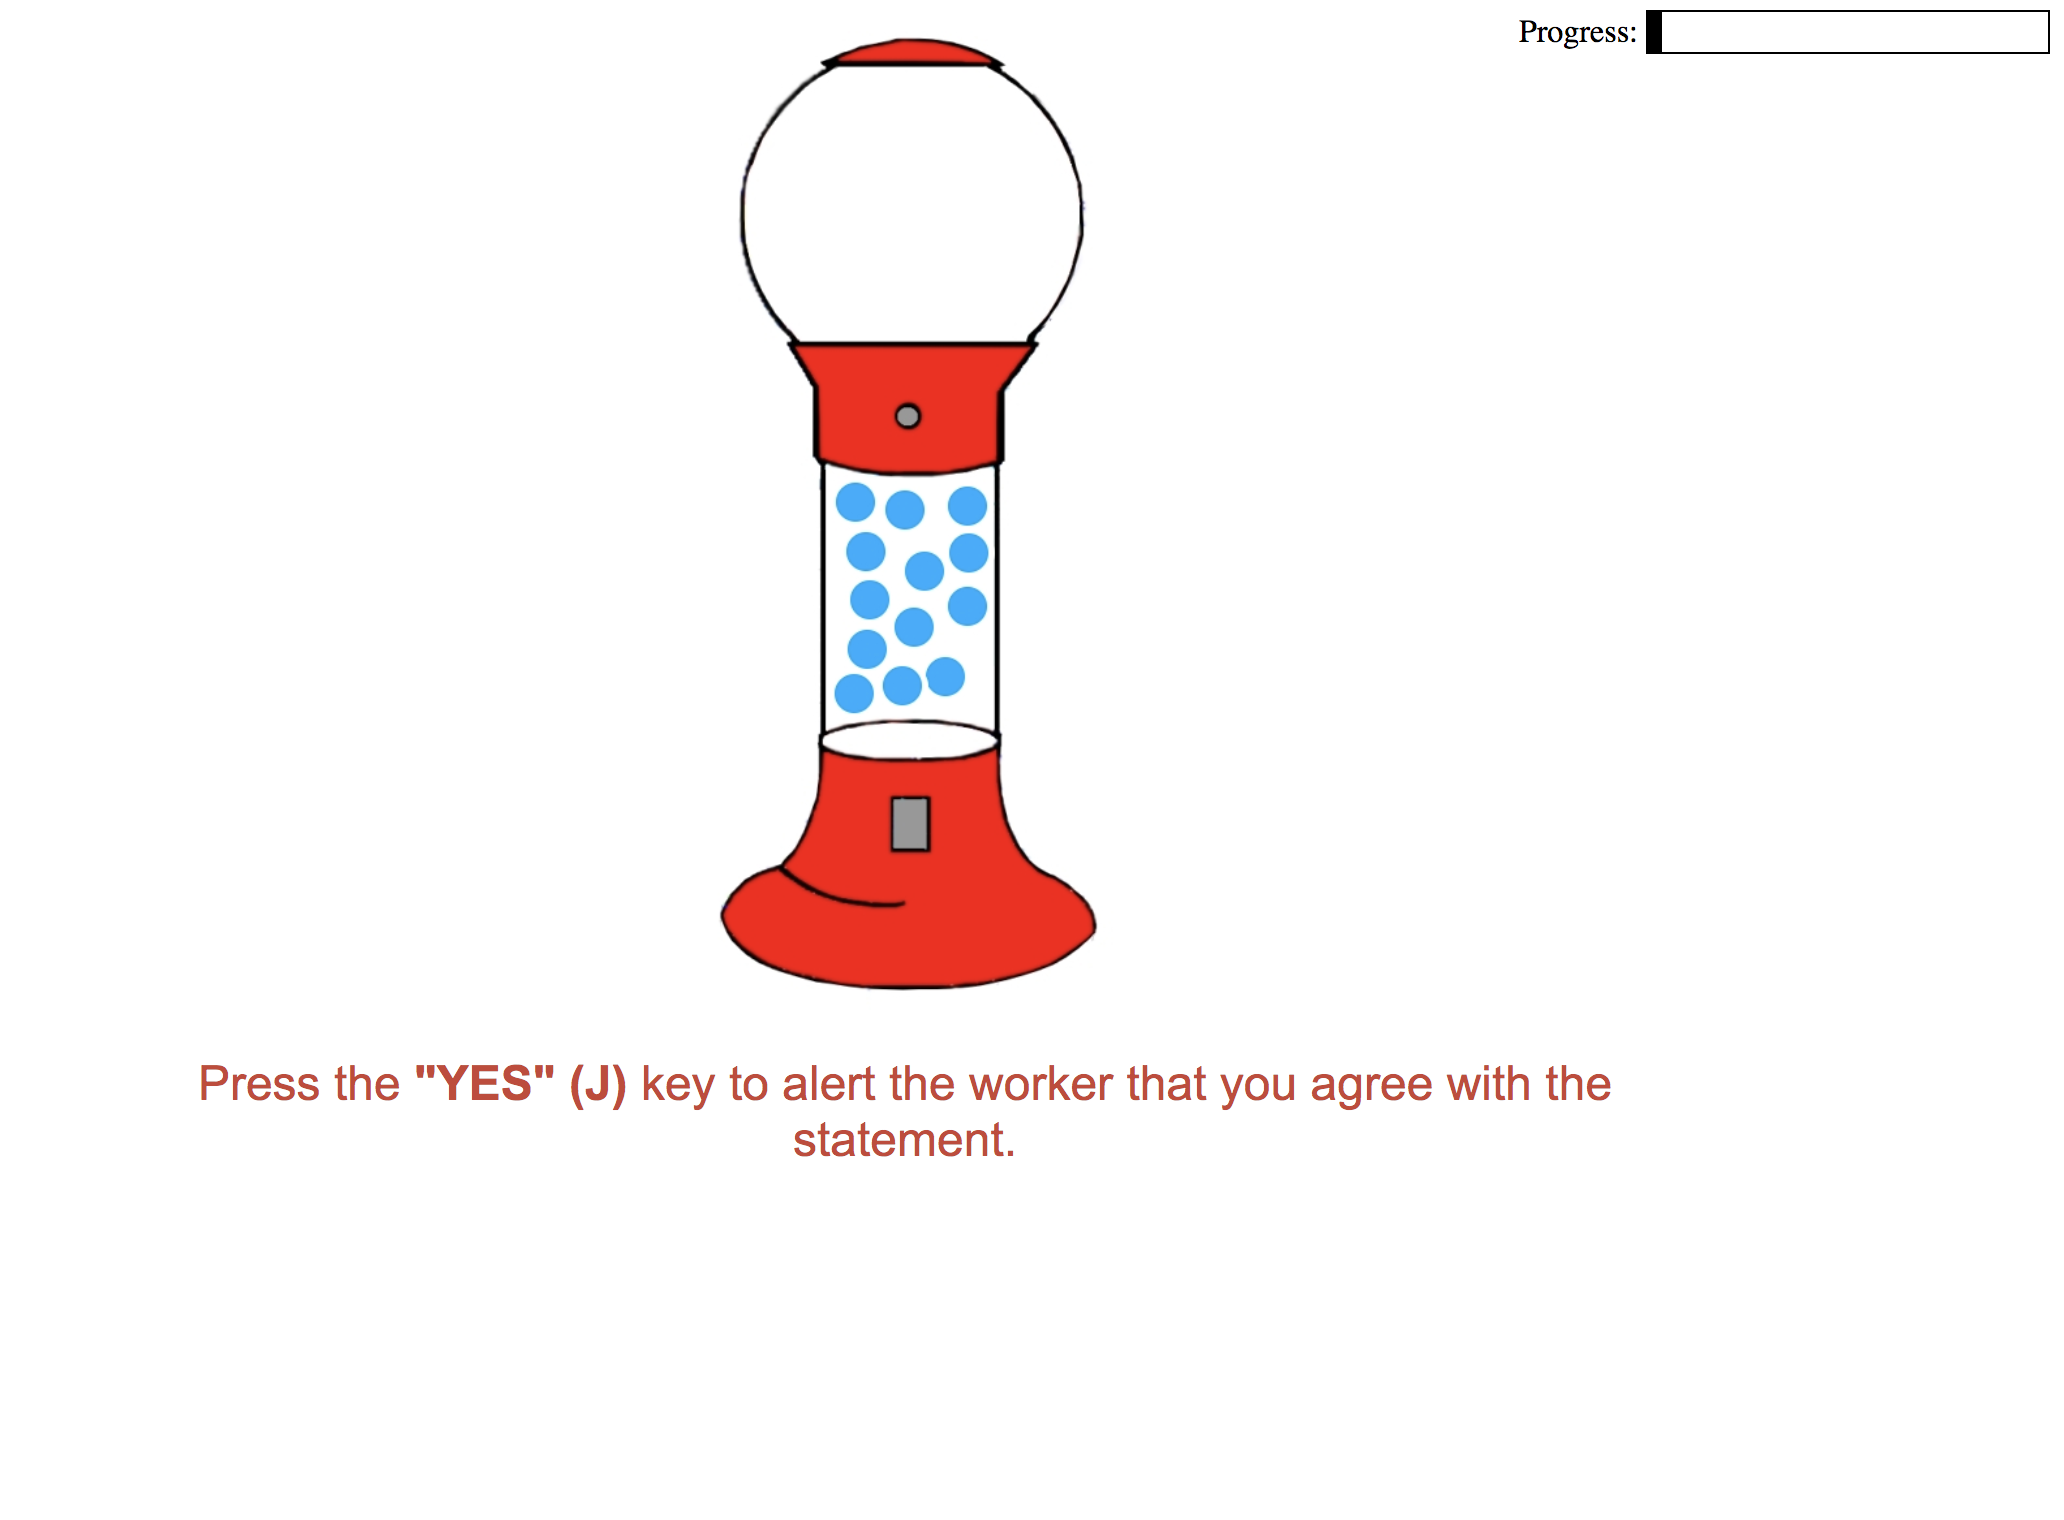 Progress:
Press the "YES" (J) key to alert the worker that you agree with the
statement.